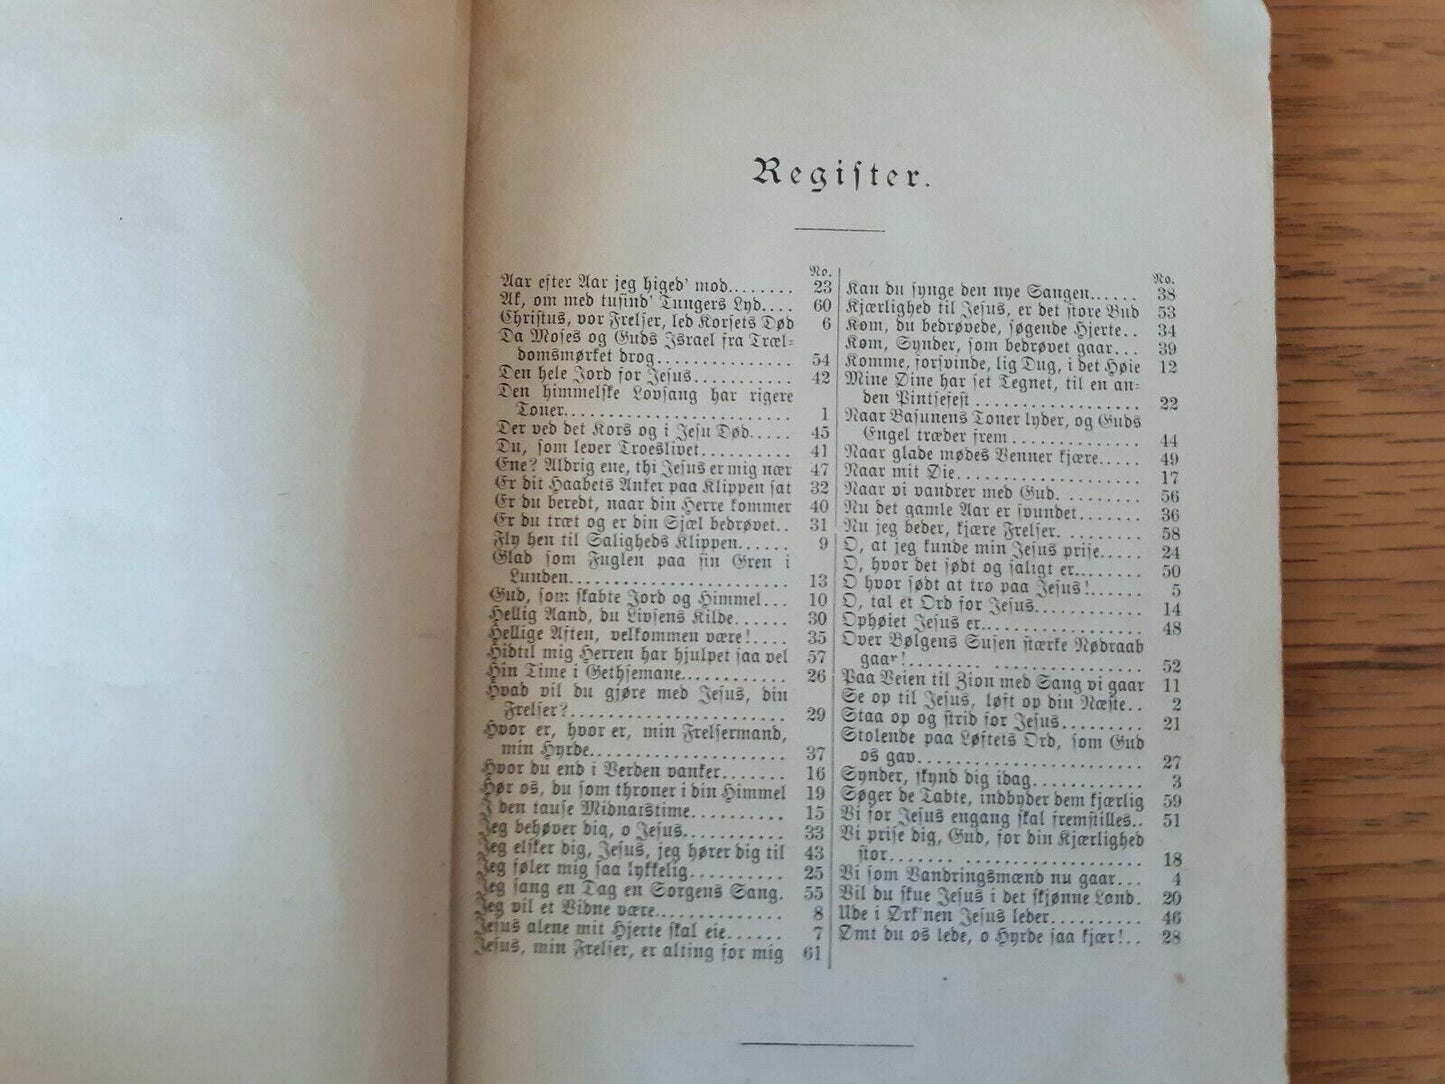 Register.
No.
Aar efter Aar jeg higed' mod........ 23
Ak, om med tusind' Tungers Lyd.... 60
Christus, vor Frelser, led Korsets Død 6
Da Moses og Guds Israel fra Træl-
domsmørket drog............... 54
Den hele Jord for Jesus........... 42
Den himmelske Lovsang har rigere
Toner......................... 1
Der ved det Kors og i Jesu Død..... 45
Du, som lever Troeslivet.......... 41
Ene? Aldrig ene, thi Jesus er mig nær 47
Er dit Haabets Anker paa Klippen sat 32
Er du beredt, naar din Herre kommer 40
Er du træt og er din Sjæl bedrøvet.. 31
Fly hen til Saligheds Klippen...... 9
Glad som Fuglen paa sin Gren i
Lunden........................ 13
Gud, som skabte Jord og Himmel... 10
Hellig Aand, du Livsens Kilde...... 30
Hellige Aften, velkommen være!.... 35
Hidtil mig Herren har hjulpet saa vel 57
Hin Time i Gethsemane............ 26
Hvad vil du gjøre med Jesus, din
Frelser?....................... 29
Hvor er, hvor er, min Frelsermand,
min Hyrde..................... 37
Hvor du end i Verden vanker....... 16
Hør os, du som throner i din Himmel 19
I den tause Midnatstime.......... 15
Jeg behøver dig, o Jesus........... 33
Jeg elsker dig, Jesus, jeg hører dig til 43
Jeg føler mig saa lykkelig......... 25
Jeg sang en Dag en Sorgens Sang. 55
Jeg vil et Vidne være.............. 8
Jesus alene mit Hjerte skal eie...... 7
Jesus, min Frelser, er alting for mig 61
No.
Kan du synge den nye Sangen...... 38
Kjærlighed til Jesus, er det store Bud 53
Kom, du bedrøvede, søgende Hjerte.. 34
Kom, Synder, som bedrøvet gaar... 39
Komme, forsvinde, lig Dug, i det Høie 12
Mine Øine har set Tegnet, til en an-
den Pintsefest .................. 22
Naar Basunens Toner lyder, og Guds
Engel træder frem .............. 44
Naar glade mødes Venner kjære..... 49
Naar mit Øie.................... 17
Naar vi vandrer med Gud. ......... 56
Nu det gamle Aar er svundet....... 36
Nu jeg beder, kjære Frelser. ......... 58
O, at jeg kunde min Jesus prise..... 24
O, hvor det sødt og saligt er........ 50
O hvor sødt at tro paa Jesus!...... 5
O, tal et Ord for Jesus............ 14
Ophøiet Jesus er.................. 48
Over Bølgens Susen stærke Nødraab
gaar!........ ................. 52
Paa Veien til Zion med Sang vi gaar 11
Se op til Jesus, løft op din Næste.. 2
Staa op og strid for Jesus......... 21
Stolende paa Løftets Ord, som Gud
os gav........................ 27
Synder, skynd dig idag............ 3
Søger de Tabte, indbyder dem kjærlig 59
Vi for Jesus engang skal fremstilles.. 51
Vi prise dig, Gud, for din Kjærlighed
stor....... ................... 18
Vi som Vandringsmænd nu gaar... 4
Vil du skue Jesus i det skjønne Land. 20
Ude i Ørk'nen Jesus leder.......... 46
Ømt du os lede, o Hyrde saa kjær!.. 28